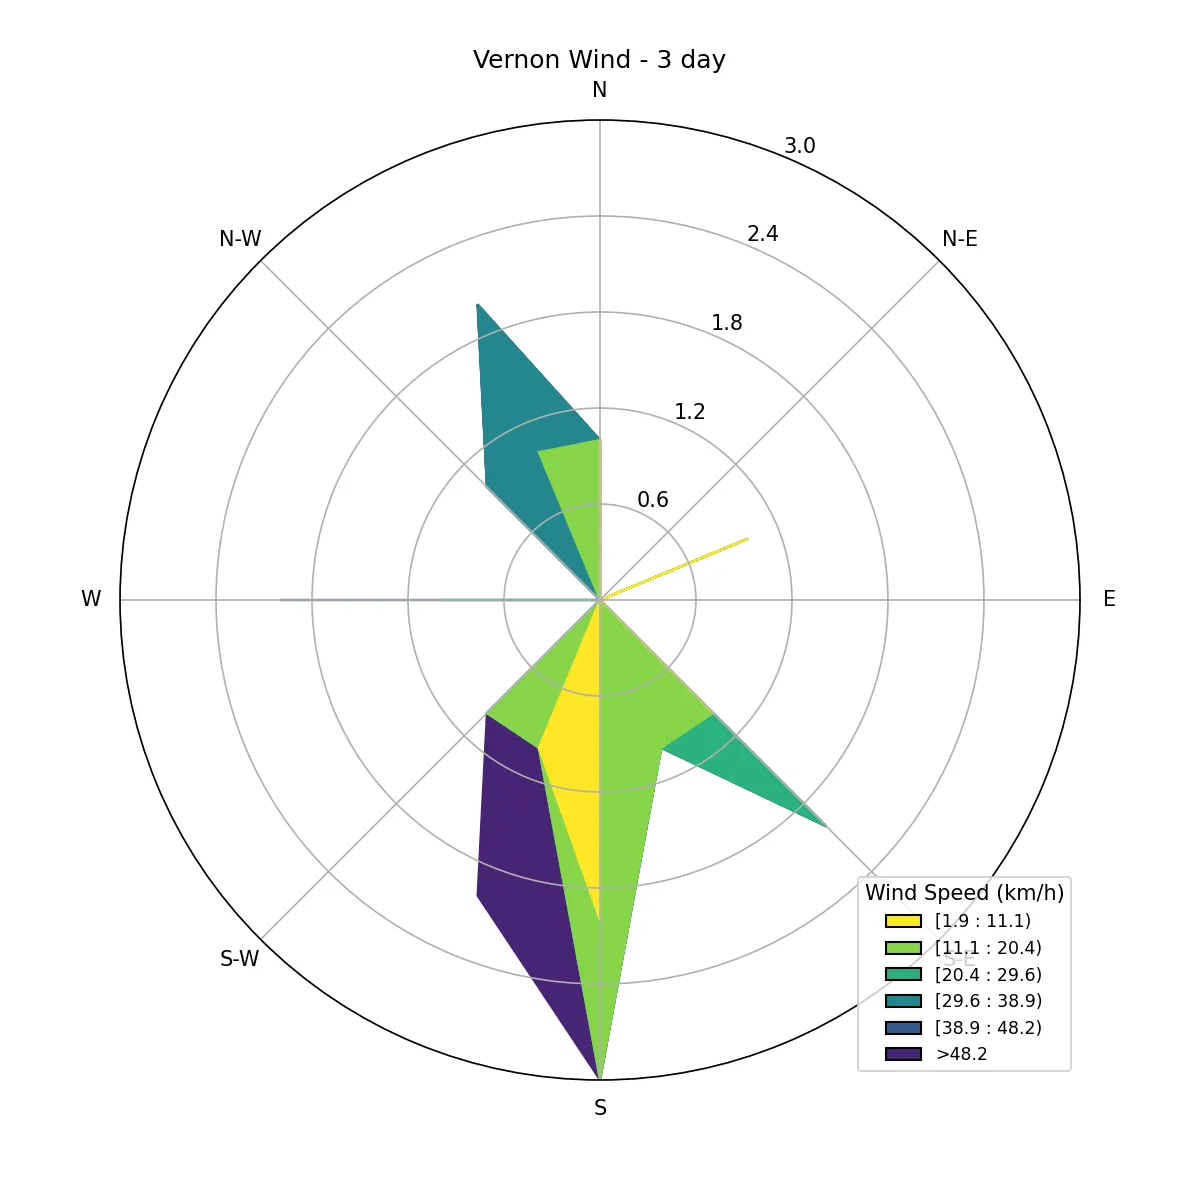 Vernon Wind - 3 day
N
3.0
N-W
2.4
N-E
1.8
1.2
0.6
W
E
S-W
S-E
S
Wind Speed (km/h)
[1.9 : 11.1)
[11.1 : 20.4)
[20.4 : 29.6)
[29.6 : 38.9)
[38.9 : 48.2)
>48.2